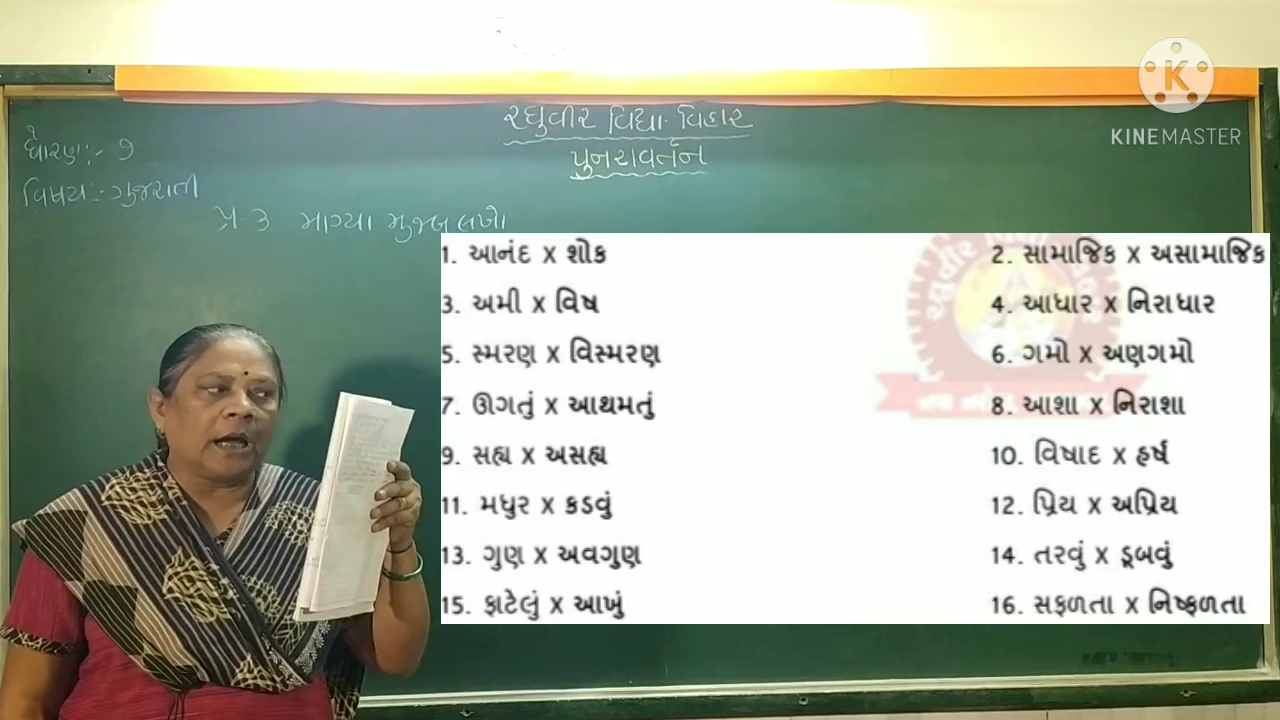 રઘુવીર વિદ્યા વિહાર
પુનરાવર્તન
ધોરણ:- ૭
વિષય:- ગુજરાતી
પ્ર ૩ માગ્યા મુજબ લખો
K
KINEMASTER
1. આનંદ X શોક 2. સામાજિક X અસામાજિક
3. અમી X વિષ 4. આધાર X નિરાધાર
5. સ્મરણ X વિસ્મરણ 6. ગમો X અણગમો
7. ઊગતું X આથમતું 8. આશા X નિરાશા
9. સહ્ય X અસહ્ય 10. વિષાદ X હર્ષ
11. મધુર X કડવું 12. પ્રિય X અપ્રિય
13. ગુણ X અવગુણ 14. તરવું X ડૂબવું
15. ફાટેલું X આખું 16. સફળતા X નિષ્ફળતા